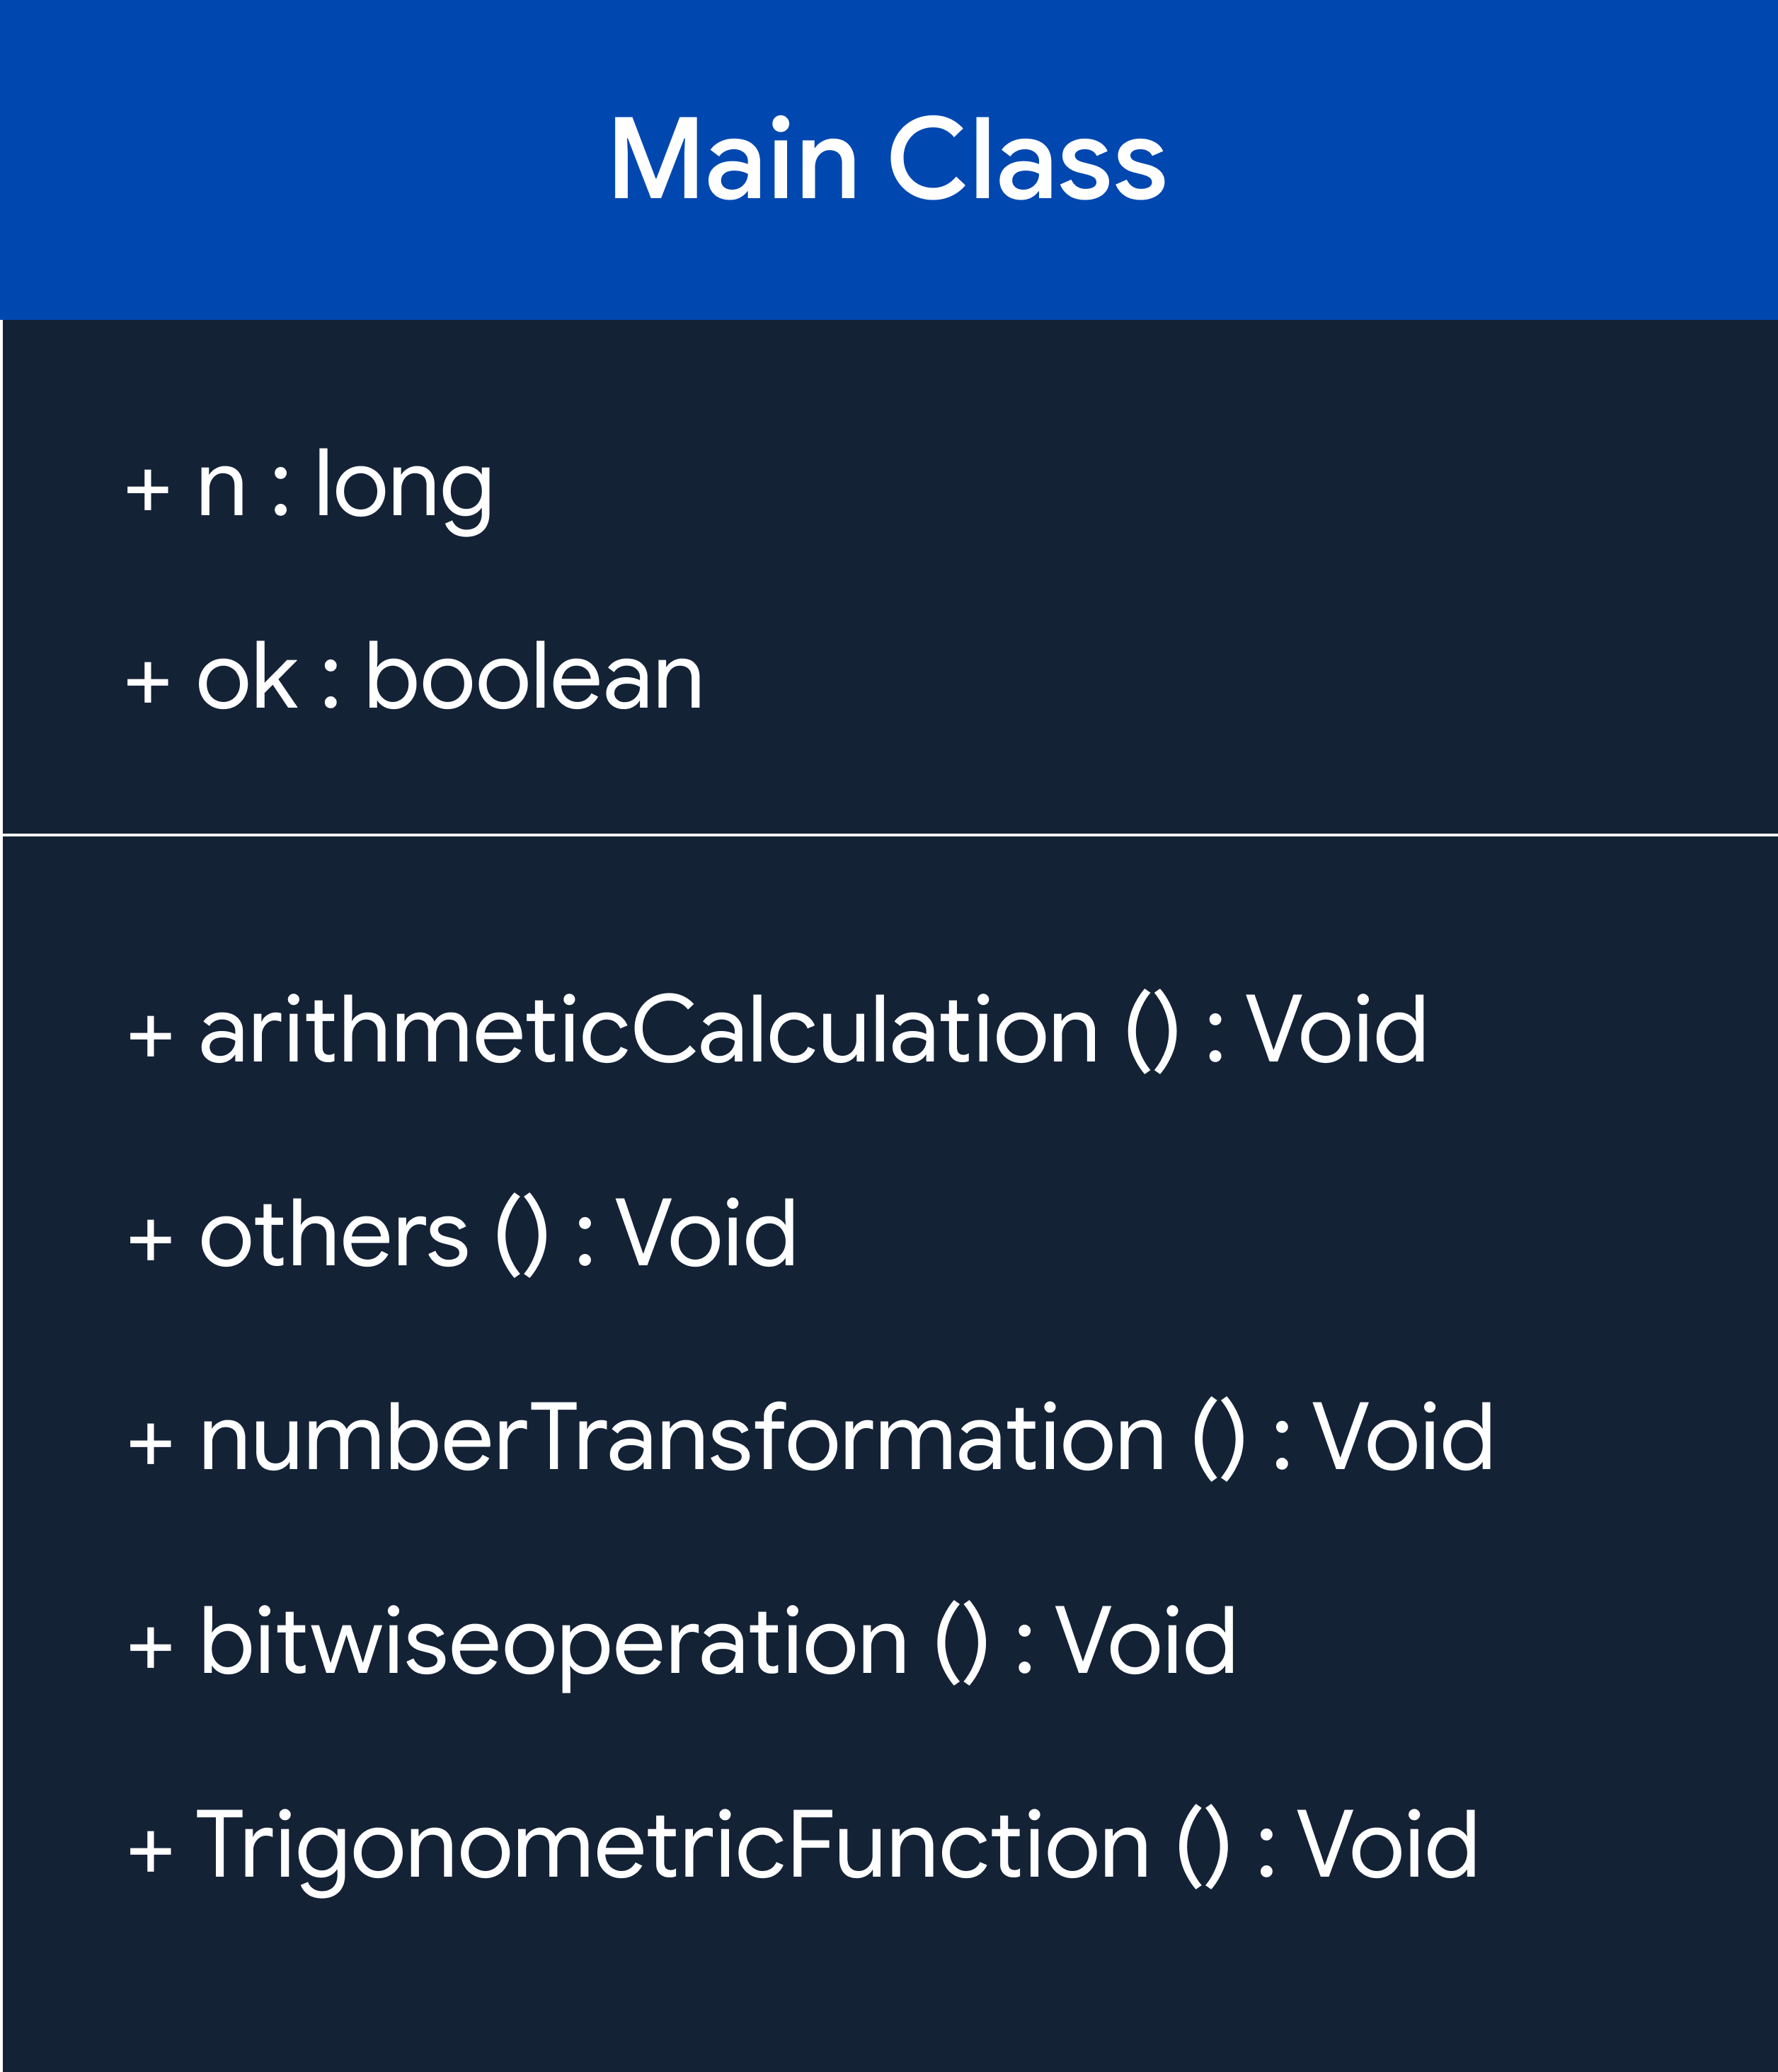 Main Class
+ n : long
+ ok : boolean
+ arithmeticCalculation () : Void
+ others () : Void
+ numberTransformation () : Void
+ bitwiseoperation () : Void
+ TrigonometricFunction () : Void